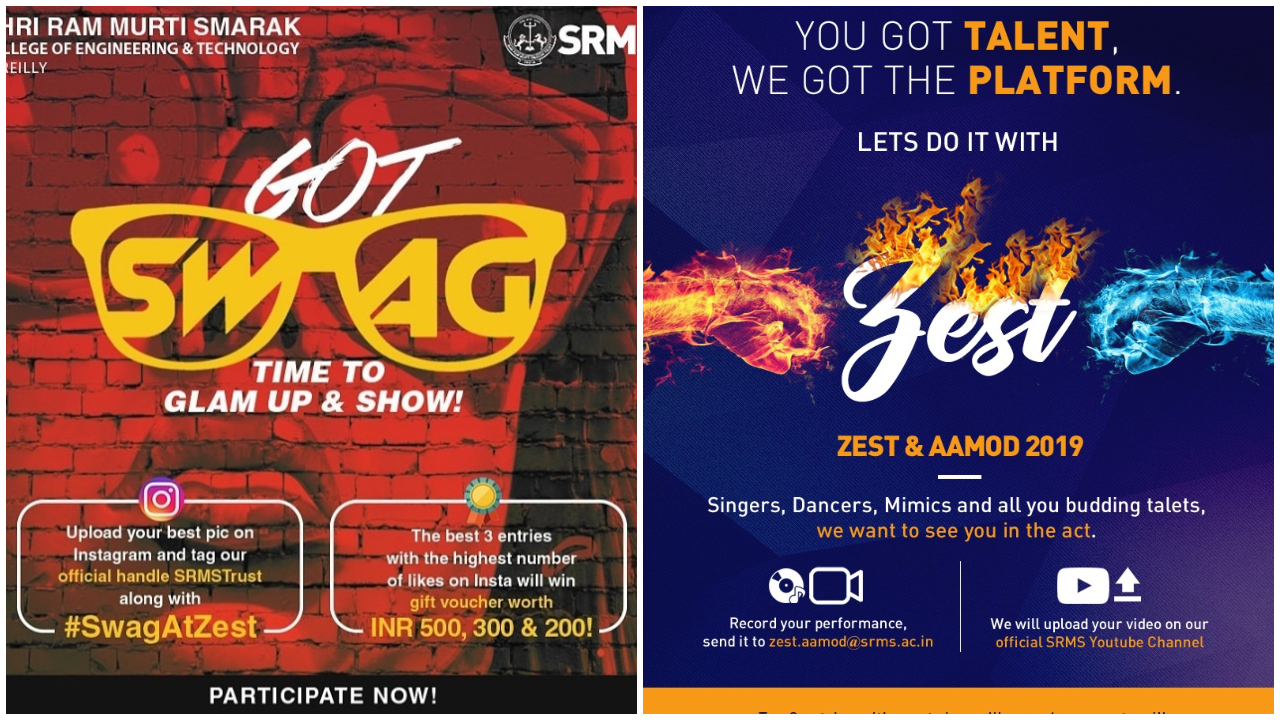 HRI RAM MURTI SMARAK
LLEGE OF ENGINEERING & TECHNOLOGY
REILLY
SRM
GOT
SWAG
TIME TO
GLAM UP & SHOW!
Upload your best pic on
Instagram and tag our
official handle SRMSTrust
along with
#SwagAtZest
The best 3 entries
with the highest number
of likes on Insta will win
gift voucher worth
INR 500, 300 & 200!
PARTICIPATE NOW!
YOU GOT TALENT,
WE GOT THE PLATFORM.
LETS DO IT WITH
Zest
ZEST & AAMOD 2019
Singers, Dancers, Mimics and all you budding talets,
we want to see you in the act.
Record your performance,
send it to zest.aamod@srms.ac.in
We will upload your video on our
official SRMS Youtube Channel